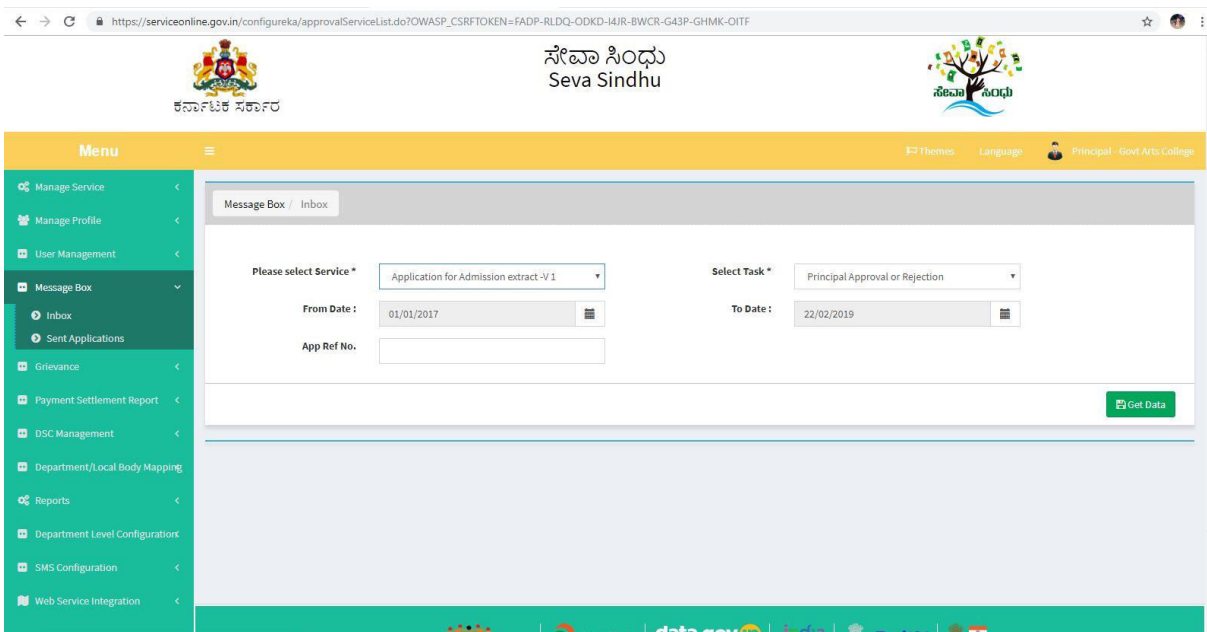 https://serviceonline.gov.in/configureka/approvalServiceList.do?OWASP_CSRFTOKEN=FADP-RLDQ-ODKD-I4JR-BWCR-G43P-GHMK-OITF
ಕರ್ನಾಟಕ ಸರ್ಕಾರ
ಸೇವಾ ಸಿಂಧು
Seva Sindhu
ಸೇವಾ ಸಿಂಧು
Menu
Themes Language Principal - Govt Arts College
Manage Service
Manage Profile
User Management
Message Box
Inbox
Sent Applications
Grievance
Payment Settlement Report
DSC Management
Department/Local Body Mapping
Reports
Department Level Configuration
SMS Configuration
Web Service Integration
Message Box / Inbox
Please select Service * Application for Admission extract -V 1 Select Task * Principal Approval or Rejection
From Date : 01/01/2017 To Date : 22/02/2019
App Ref No.
Get Data
data.gov